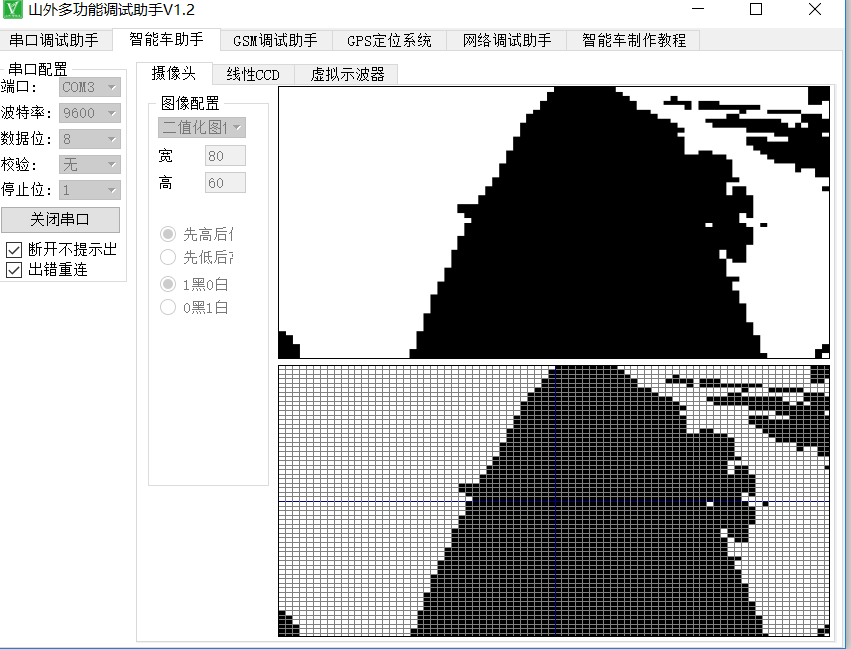 山外多功能调试助手V1.2
串口调试助手 智能车助手 GSM调试助手 GPS定位系统 网络调试助手 智能车制作教程
串口配置
端口: COM3
波特率: 9600
数据位: 8
校验: 无
停止位: 1
关闭串口
断开不提示出
出错重连
摄像头 线性CCD 虚拟示波器
图像配置
二值化图
宽 80
高 60
先高后
先低后
1黑0白
0黑1白